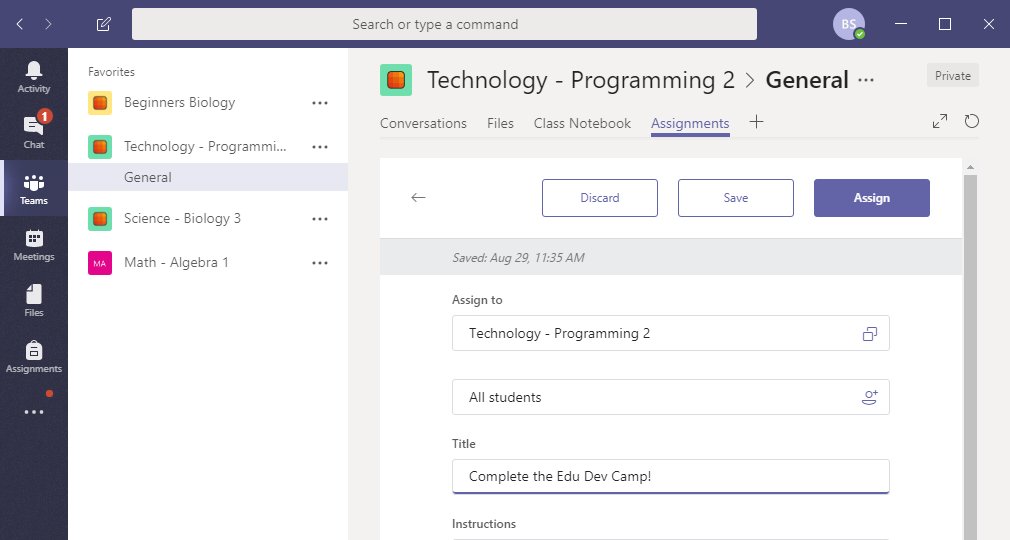 Search or type a command
BS
Activity
1
Chat
Teams
Meetings
Files
Assignments
Favorites
Beginners Biology
Technology - Programmi...
General
Science - Biology 3
MA
Math - Algebra 1
Technology - Programming 2 > General
Private
Conversations Files Class Notebook Assignments
Discard Save Assign
Saved: Aug 29, 11:35 AM
Assign to
Technology - Programming 2
All students
Title
Complete the Edu Dev Camp!
Instructions